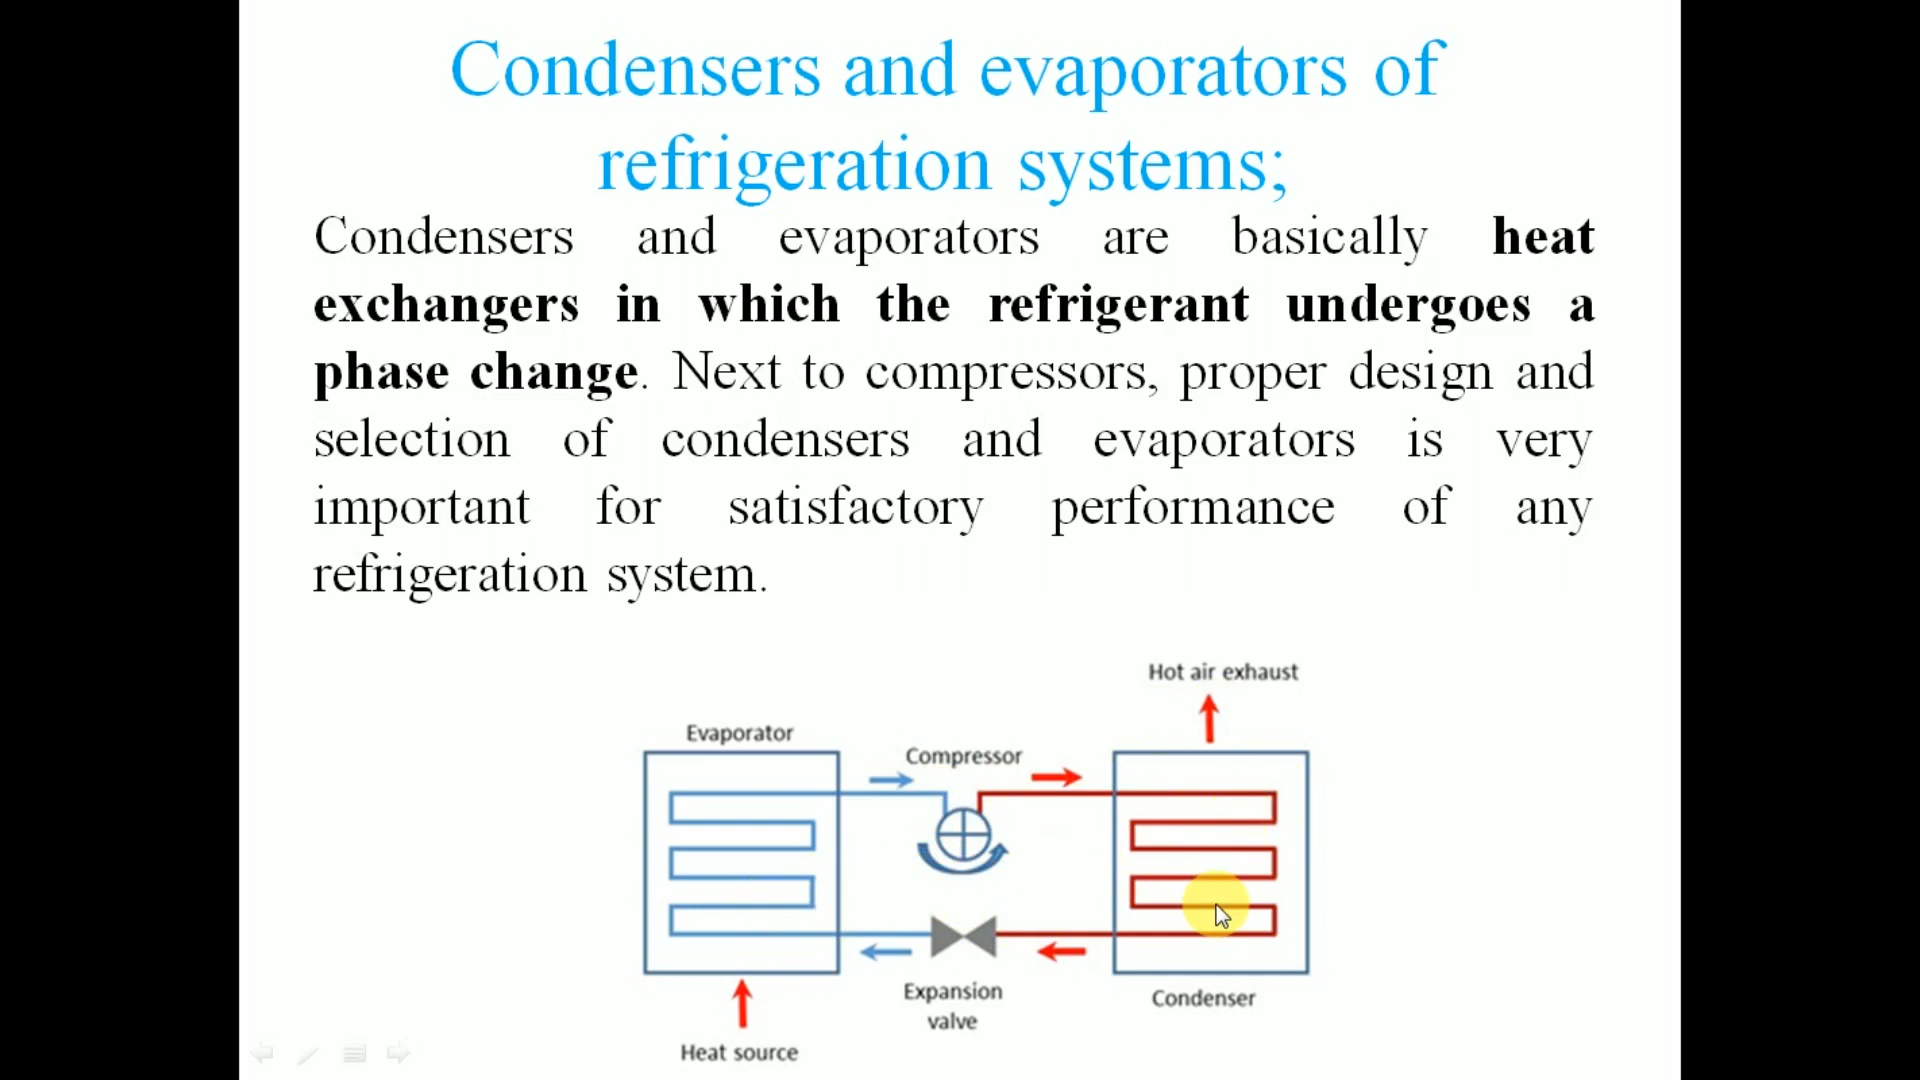 Condensers and evaporators of
refrigeration systems;
Condensers and evaporators are basically heat
exchangers in which the refrigerant undergoes a
phase change. Next to compressors, proper design and
selection of condensers and evaporators is very
important for satisfactory performance of any
refrigeration system.
Hot air exhaust
Evaporator
Compressor
Expansion
valve
Condenser
Heat source